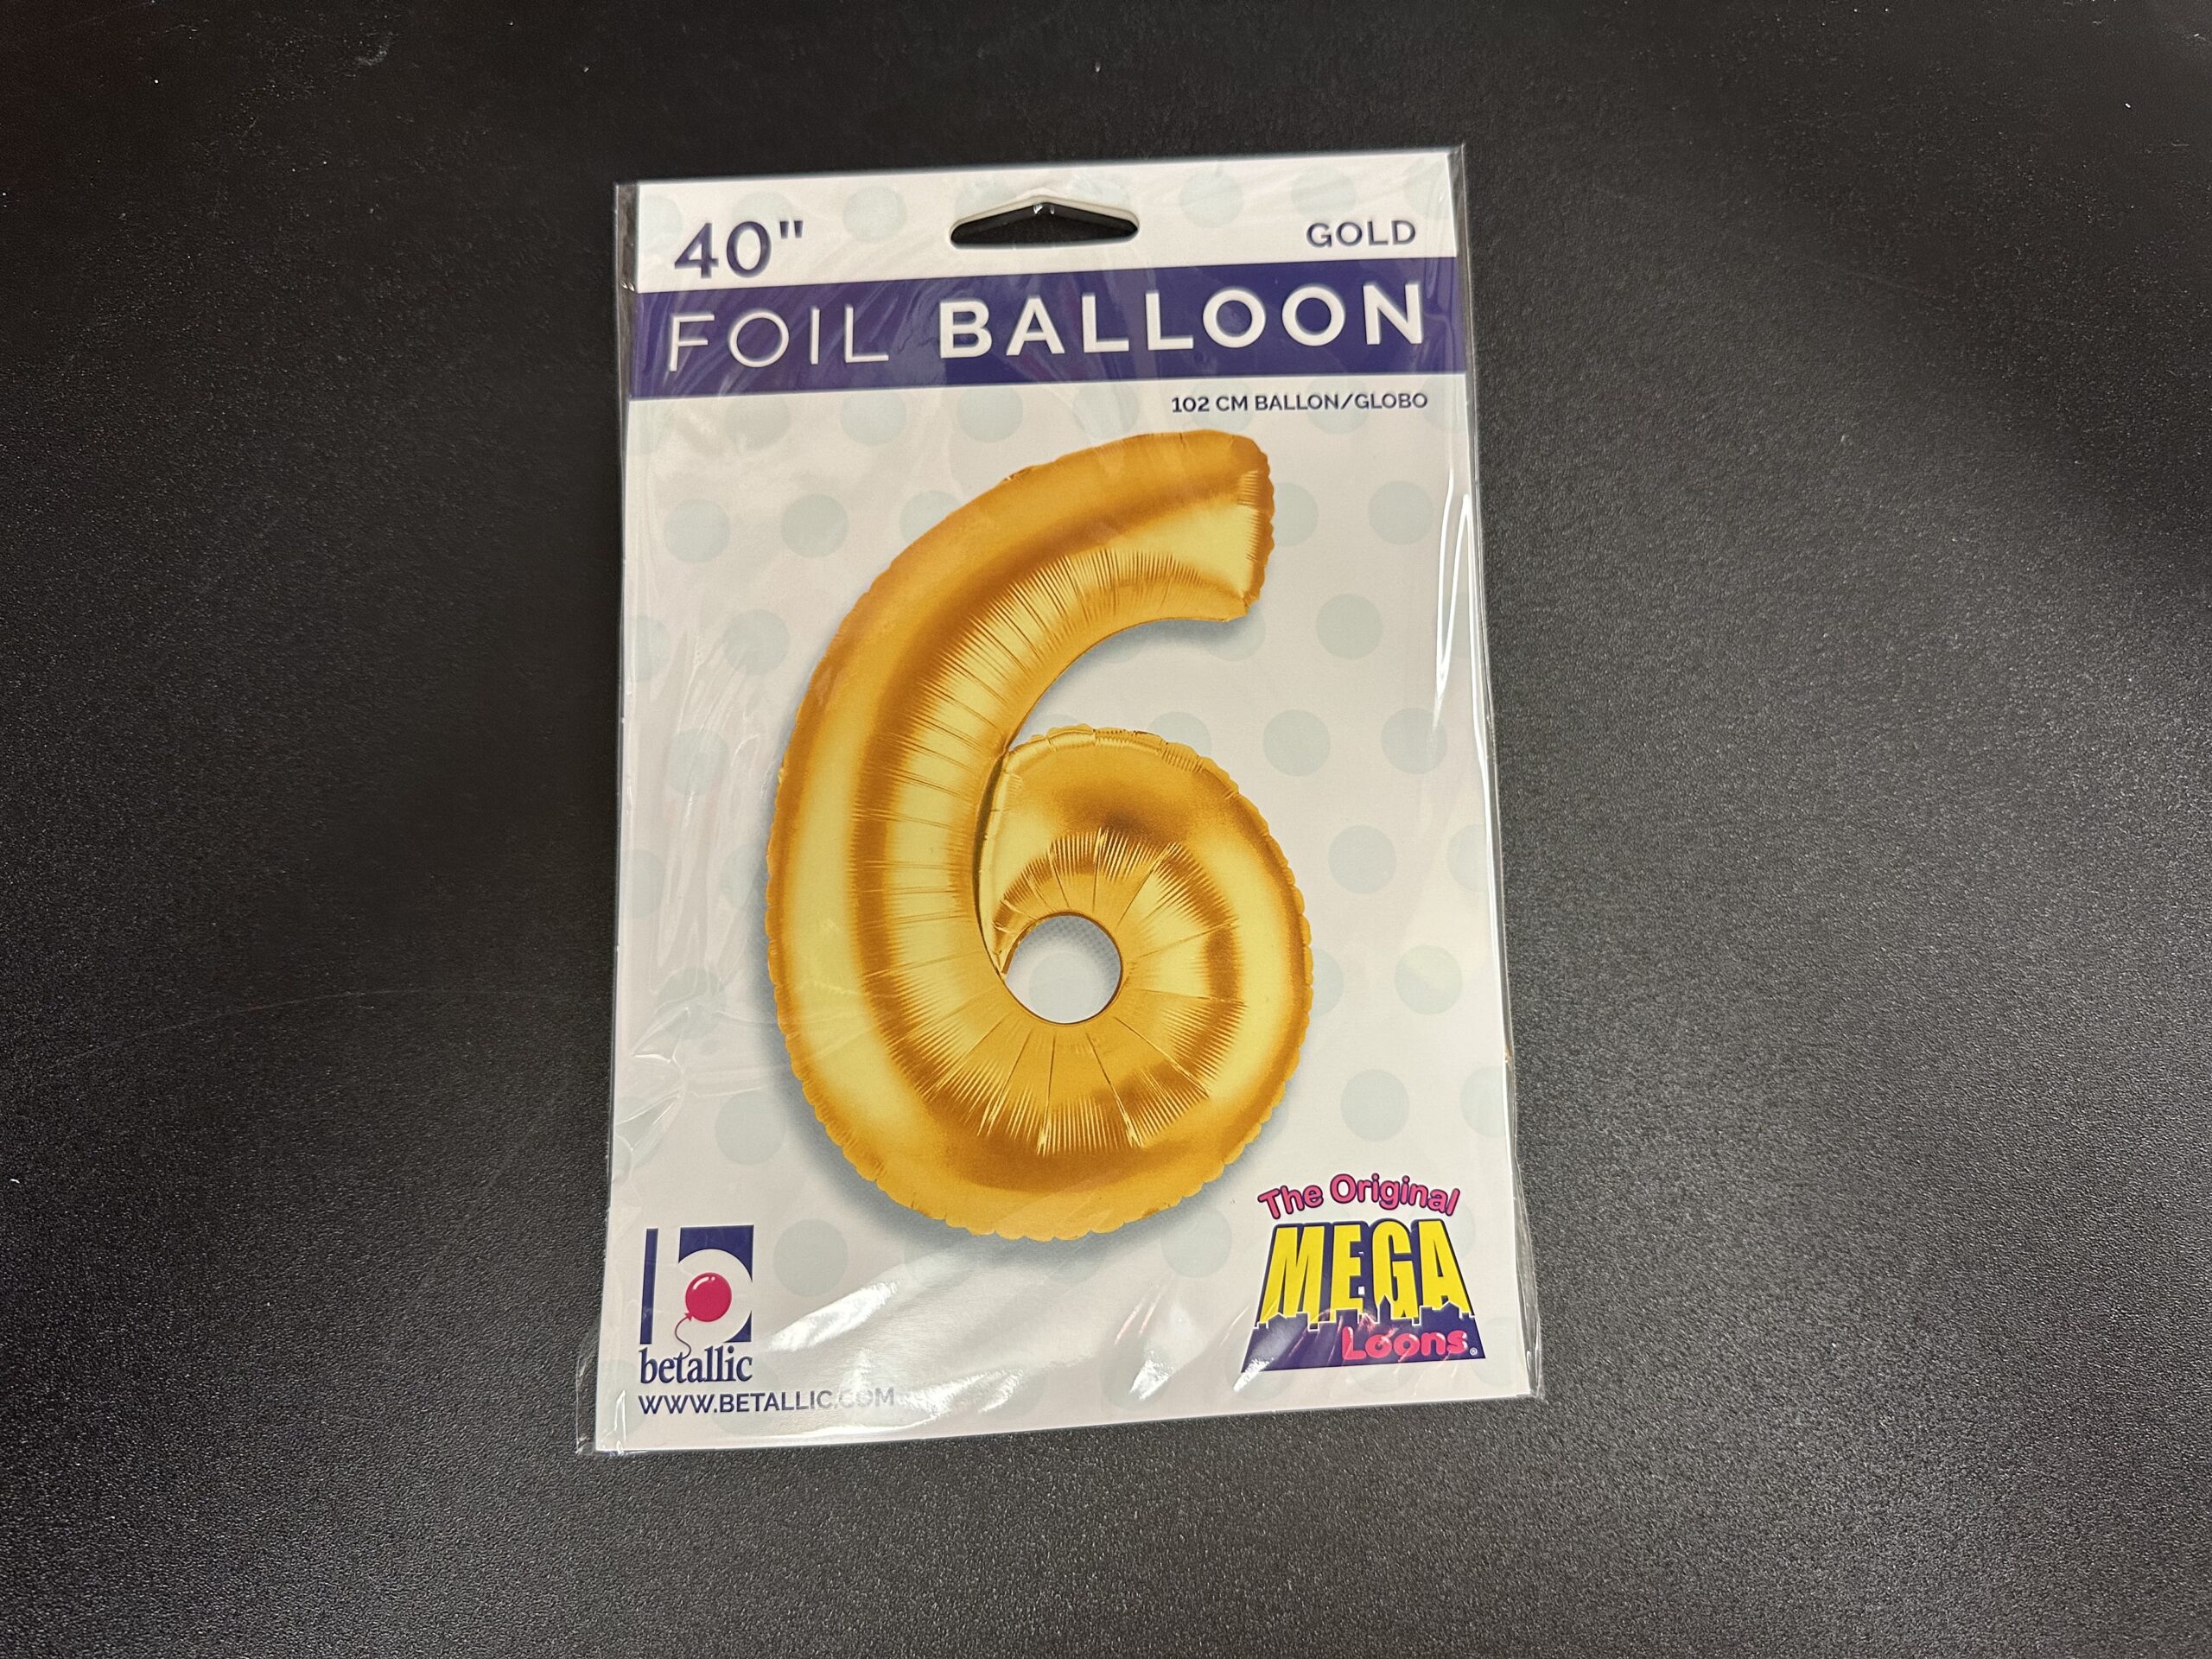 40"
GOLD
FOIL BALLOON
102 CM BALLON/GLOBO
6
The Original
MEGA
Loons®
b
betallic
WWW.BETALLIC.COM